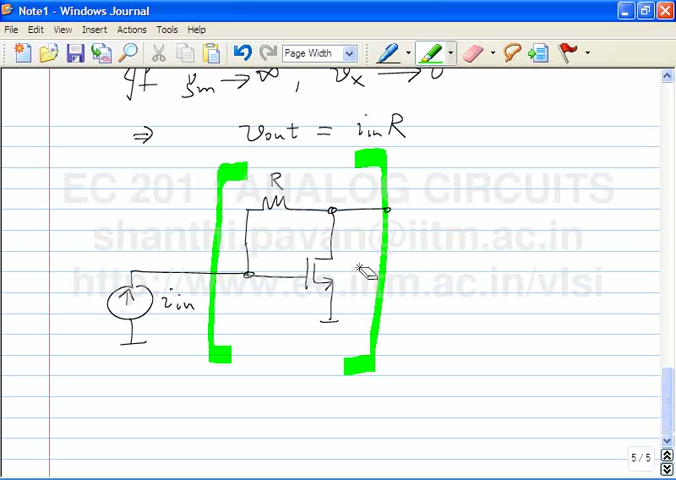 Note1 - Windows Journal
File Edit View Insert Actions Tools Help
Page Width
If gm → ∞, vx → 0
⇒ vout = iin R
EC 201 ANALOG CIRCUITS
R
shanthi.pavan@iitm.ac.in
http://www.ee.iitm.ac.in/vlsi
iin
5 / 5